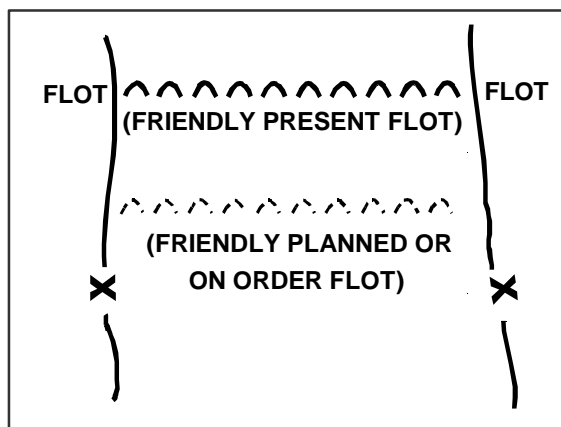 FLOT FLOT
(FRIENDLY PRESENT FLOT)
(FRIENDLY PLANNED OR
ON ORDER FLOT)
X X